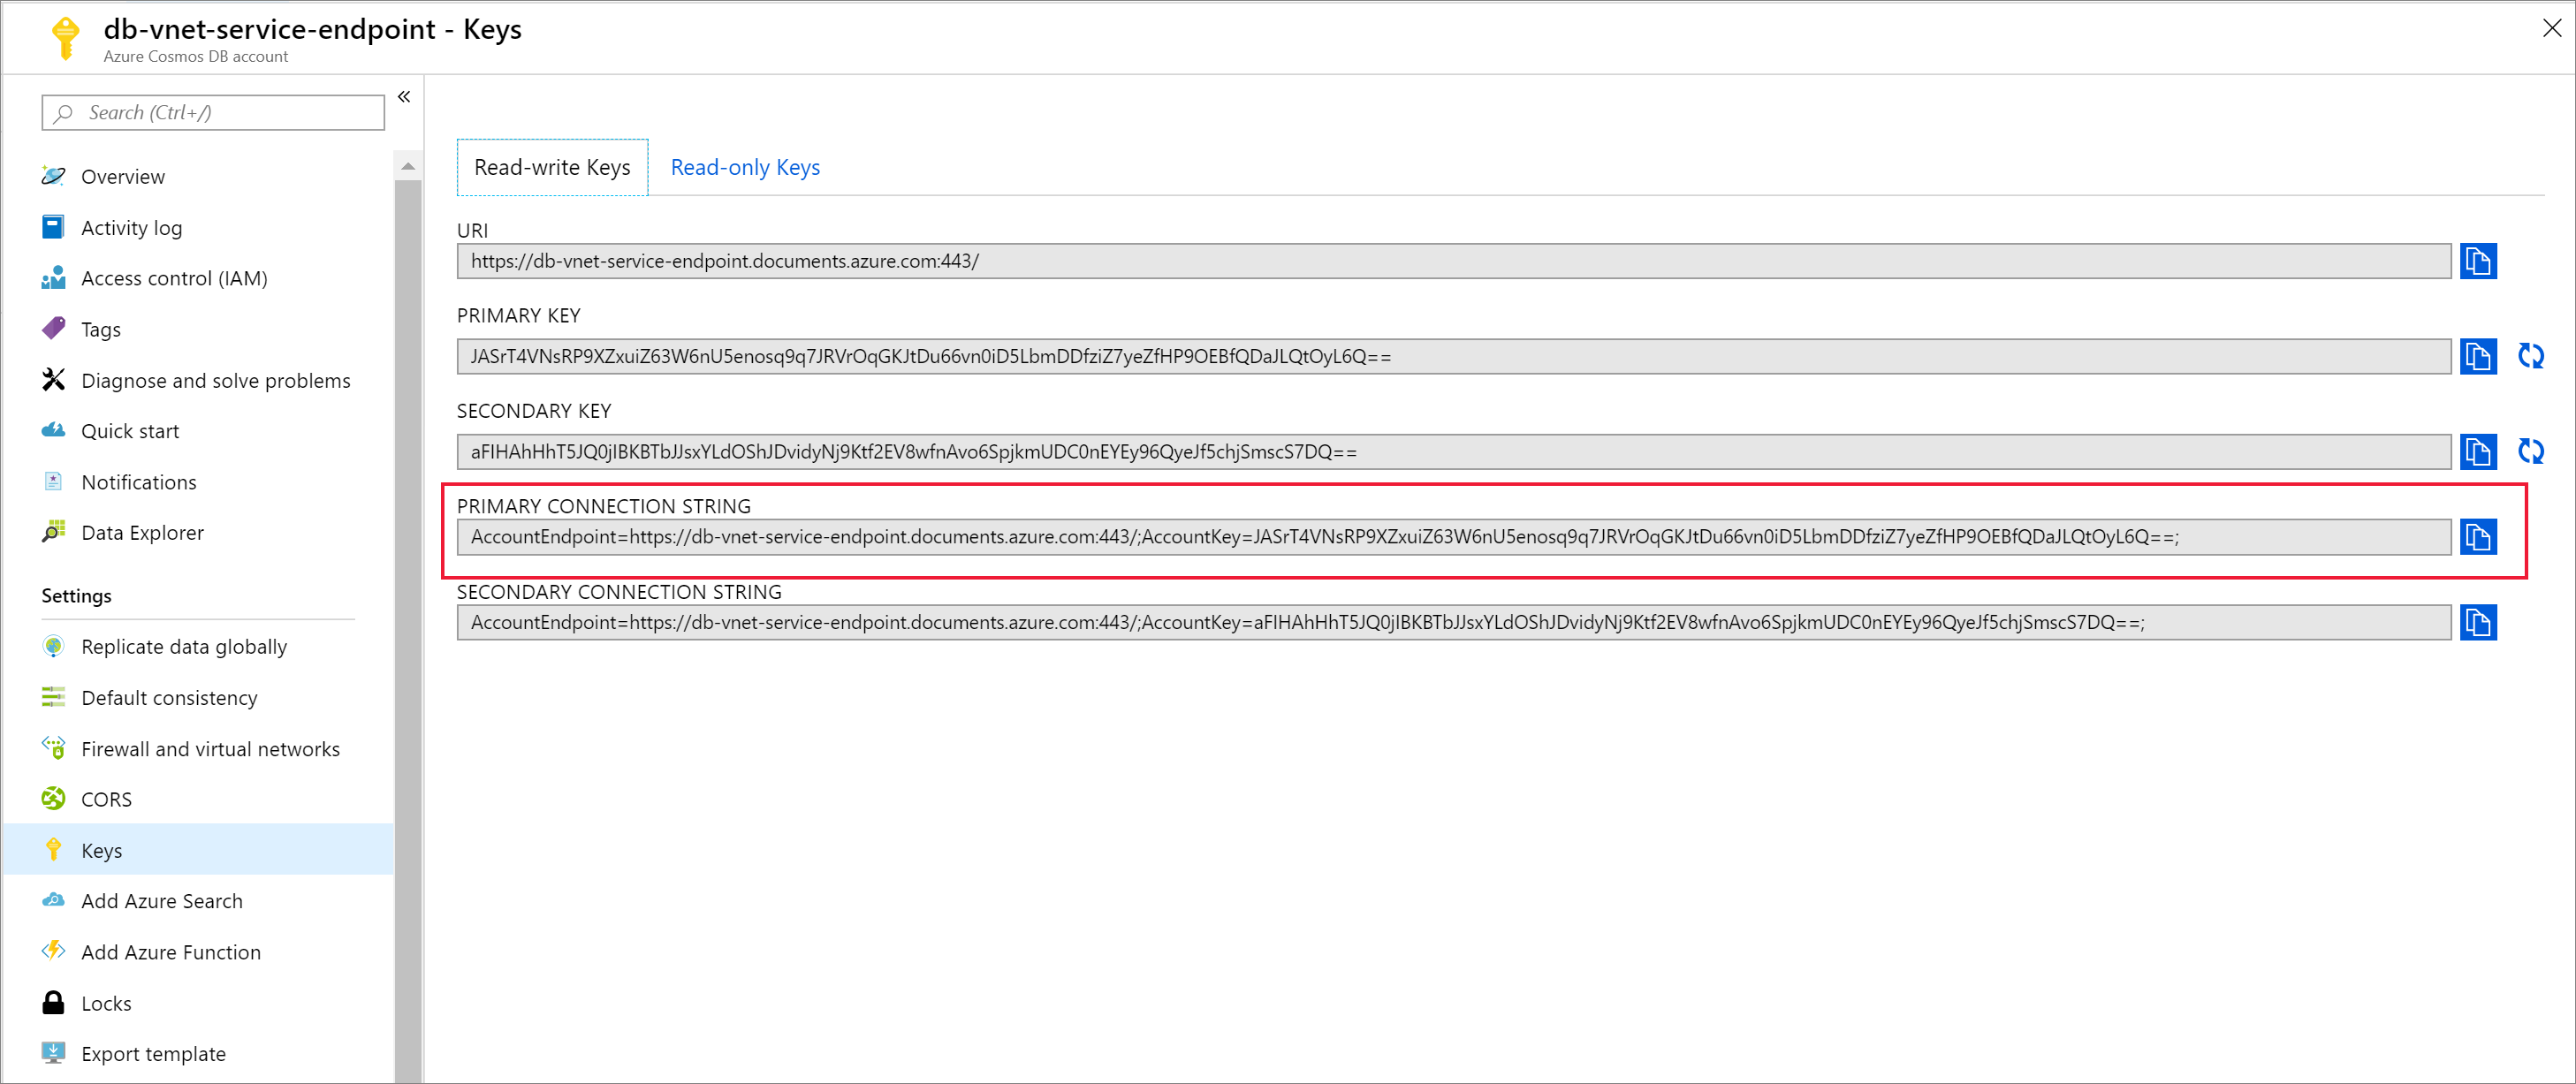 db-vnet-service-endpoint - Keys
Azure Cosmos DB account
Search (Ctrl+/)
Overview
Activity log
Access control (IAM)
Tags
Diagnose and solve problems
Quick start
Notifications
Data Explorer
Settings
Replicate data globally
Default consistency
Firewall and virtual networks
CORS
Keys
Add Azure Search
Add Azure Function
Locks
Export template
Read-write Keys
Read-only Keys
URI
https://db-vnet-service-endpoint.documents.azure.com:443/
PRIMARY KEY
JASrT4VNsRP9XZxuiZ63W6nU5enosq9q7JRVrOqGKJtDu66vn0iD5LbmDDfziZ7yeZfHP9OEBfQDaJLQtOyL6Q==
SECONDARY KEY
aFIHAhHhT5JQ0jIBKBTbJJsxYLdOShJDvidyNj9Ktf2EV8wfnAvo6SpjkmUDC0nEYEy96QyeJf5chjSmscS7DQ==
PRIMARY CONNECTION STRING
AccountEndpoint=https://db-vnet-service-endpoint.documents.azure.com:443/;AccountKey=JASrT4VNsRP9XZxuiZ63W6nU5enosq9q7JRVrOqGKJtDu66vn0iD5LbmDDfziZ7yeZfHP9OEBfQDaJLQtOyL6Q==;
SECONDARY CONNECTION STRING
AccountEndpoint=https://db-vnet-service-endpoint.documents.azure.com:443/;AccountKey=aFIHAhHhT5JQ0jIBKBTbJJsxYLdOShJDvidyNj9Ktf2EV8wfnAvo6SpjkmUDC0nEYEy96QyeJf5chjSmscS7DQ==;